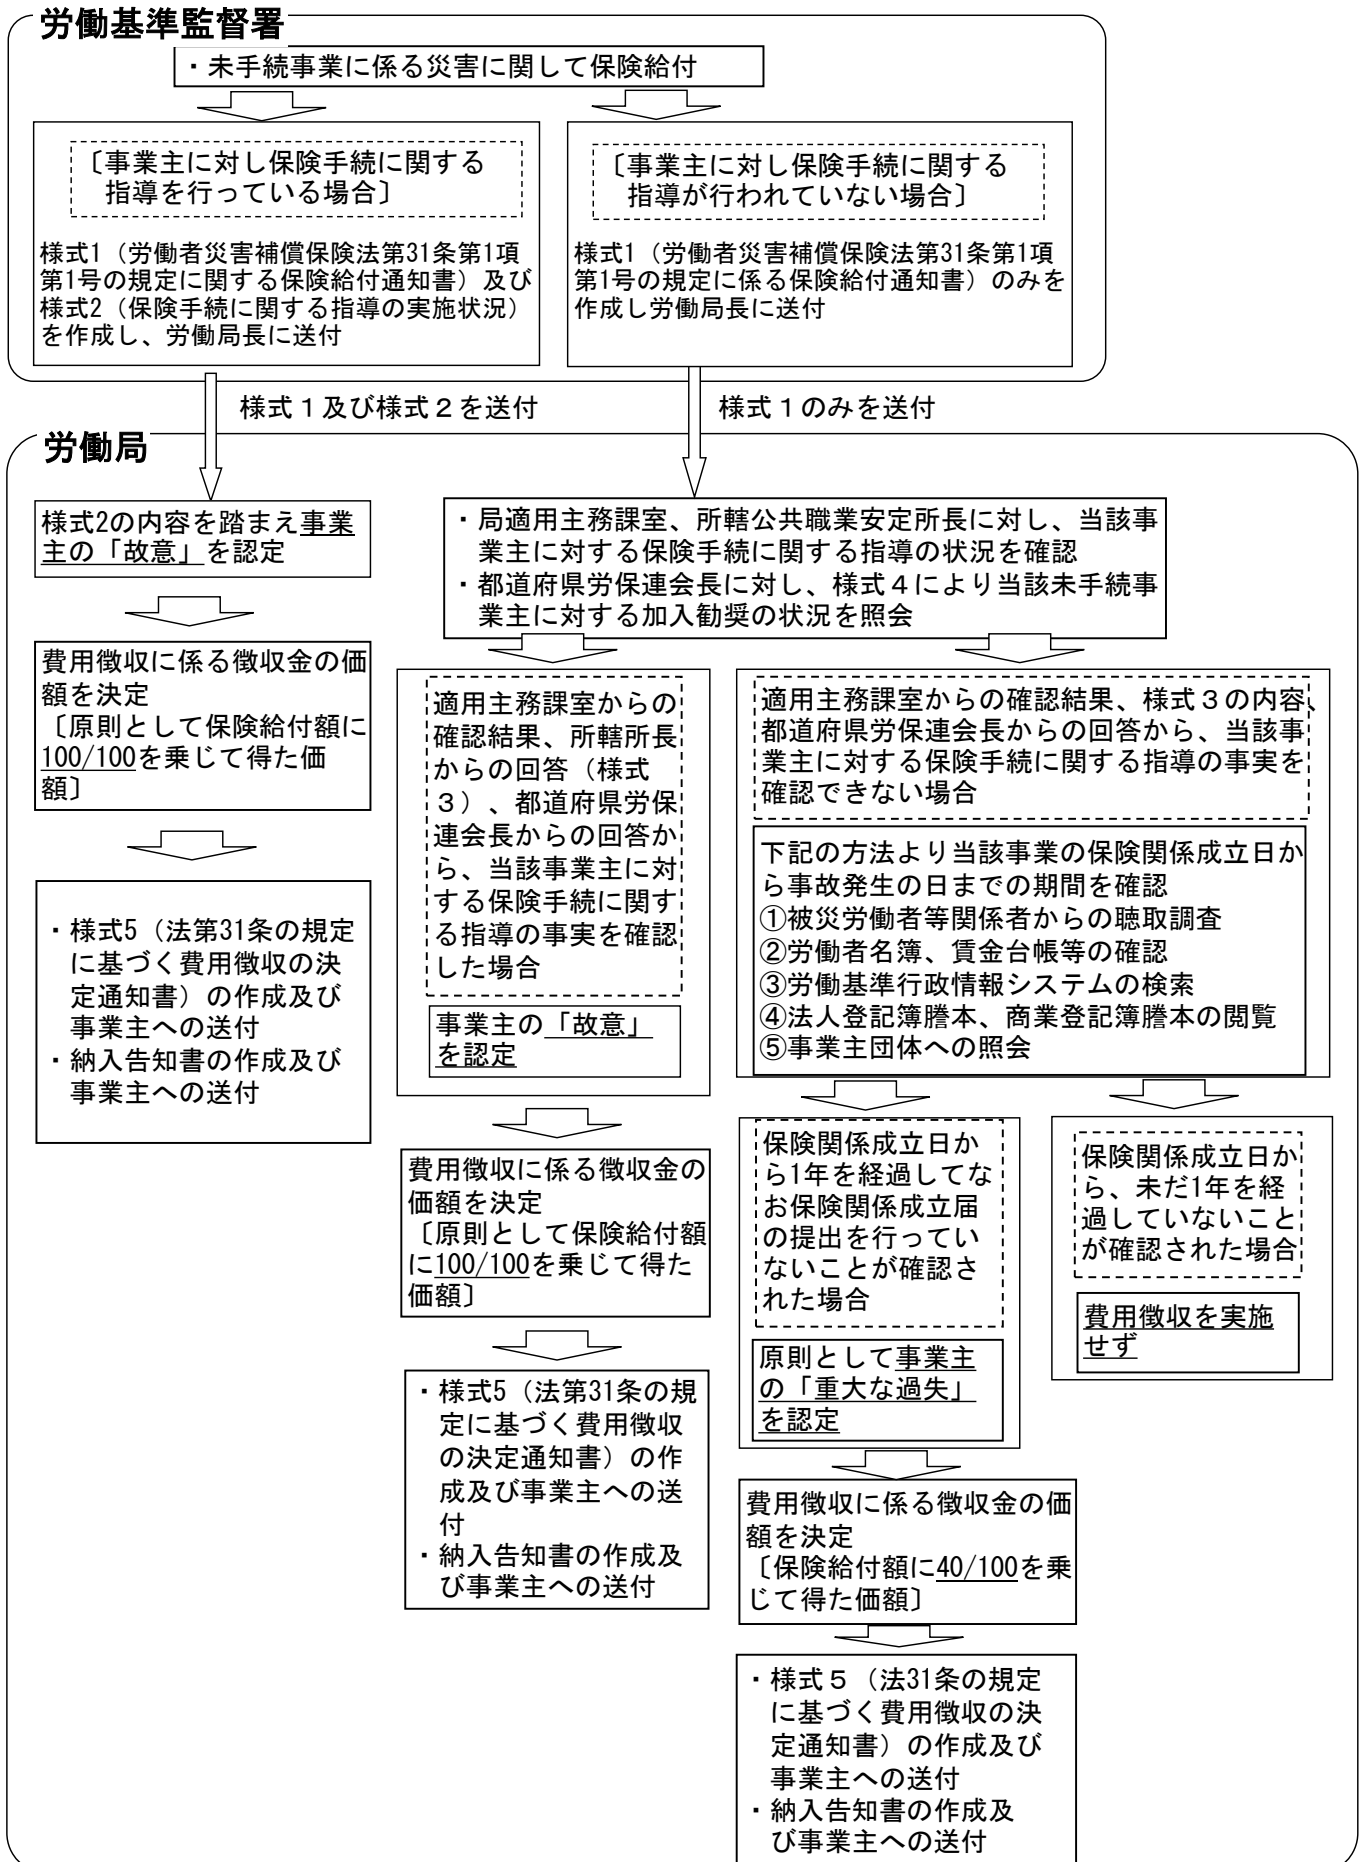 労働基準監督署
・未手続事業に係る災害に関して保険給付
〔事業主に対し保険手続に関する
指導を行っている場合〕
様式1（労働者災害補償保険法第31条第1項
第1号の規定に関する保険給付通知書）及び
様式2（保険手続に関する指導の実施状況）
を作成し、労働局長に送付
〔事業主に対し保険手続に関する
指導が行われていない場合〕
様式1（労働者災害補償保険法第31条第1項
第1号の規定に係る保険給付通知書）のみを
作成し労働局長に送付
様式１及び様式２を送付
様式１のみを送付
労働局
様式2の内容を踏まえ事業
主の「故意」を認定
費用徴収に係る徴収金の価
額を決定
〔原則として保険給付額に
100/100を乗じて得た価
額〕
・様式5（法第31条の規定
に基づく費用徴収の決
定通知書）の作成及び
事業主への送付
・納入告知書の作成及び
事業主への送付
・局適用主務課室、所轄公共職業安定所長に対し、当該事
業主に対する保険手続に関する指導の状況を確認
・都道府県労保連会長に対し、様式４により当該未手続事
業主に対する加入勧奨の状況を照会
適用主務課室からの
確認結果、所轄所長
からの回答（様式
３）、都道府県労保
連会長からの回答か
ら、当該事業主に対
する保険手続に関す
る指導の事実を確認
した場合
事業主の「故意」
を認定
費用徴収に係る徴収金の
価額を決定
〔原則として保険給付額
に100/100を乗じて得た
価額〕
・様式5（法第31条の規
定に基づく費用徴収
の決定通知書）の作
成及び事業主への送
付
・納入告知書の作成及
び事業主への送付
適用主務課室からの確認結果、様式３の内容、
都道府県労保連会長からの回答から、当該事
業主に対する保険手続に関する指導の事実を
確認できない場合
下記の方法より当該事業の保険関係成立日か
ら事故発生の日までの期間を確認
①被災労働者等関係者からの聴取調査
②労働者名簿、賃金台帳等の確認
③労働基準行政情報システムの検索
④法人登記簿謄本、商業登記簿謄本の閲覧
⑤事業主団体への照会
保険関係成立日か
ら1年を経過してな
お保険関係成立届
の提出を行ってい
ないことが確認さ
れた場合
原則として事業主
の「重大な過失」
を認定
費用徴収に係る徴収金の価
額を決定
〔保険給付額に40/100を乗
じて得た価額〕
・様式５（法31条の規定
に基づく費用徴収の決
定通知書）の作成及び
事業主への送付
・納入告知書の作成及
び事業主への送付
保険関係成立日か
ら、未だ1年を経
過していないこと
が確認された場合
費用徴収を実施
せず